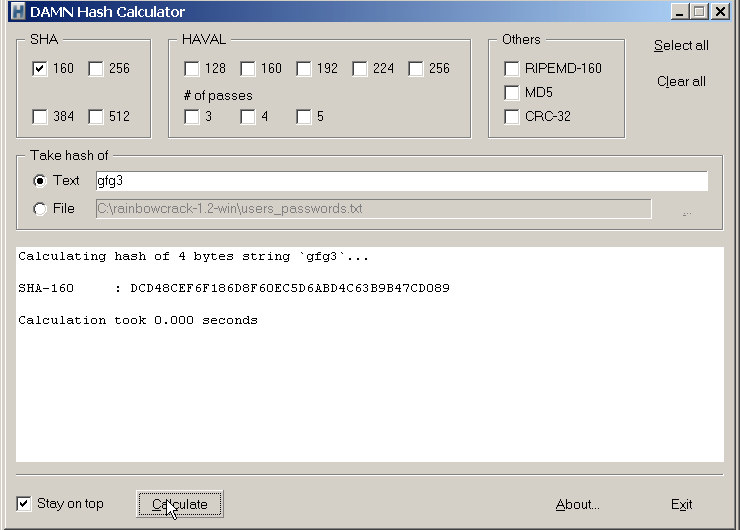 DAMN Hash Calculator
SHA
HAVAL
Others
160 256
128 160 192 224 256
RIPEMD-160
Select all
# of passes
MD5
Clear all
384 512
3 4 5
CRC-32
Take hash of
Text gfg3
File C:\rainbowcrack-1.2-win\users_passwords.txt ...
Calculating hash of 4 bytes string `gfg3`...
SHA-160 : DCD48CEF6F186D8F60EC5D6ABD4C63B9B47CD089
Calculation took 0.000 seconds
Stay on top Calculate About... Exit